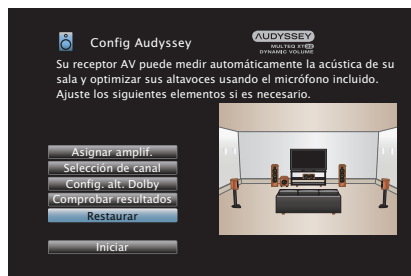 Config Audyssey
AUDYSSEY
MULTEQ XT32
DYNAMIC VOLUME
Su receptor AV puede medir automáticamente la acústica de su
sala y optimizar sus altavoces usando el micrófono incluido.
Ajuste los siguientes elementos si es necesario.
Asignar amplif.
Selección de canal
Config. alt. Dolby
Comprobar resultados
Restaurar
Iniciar